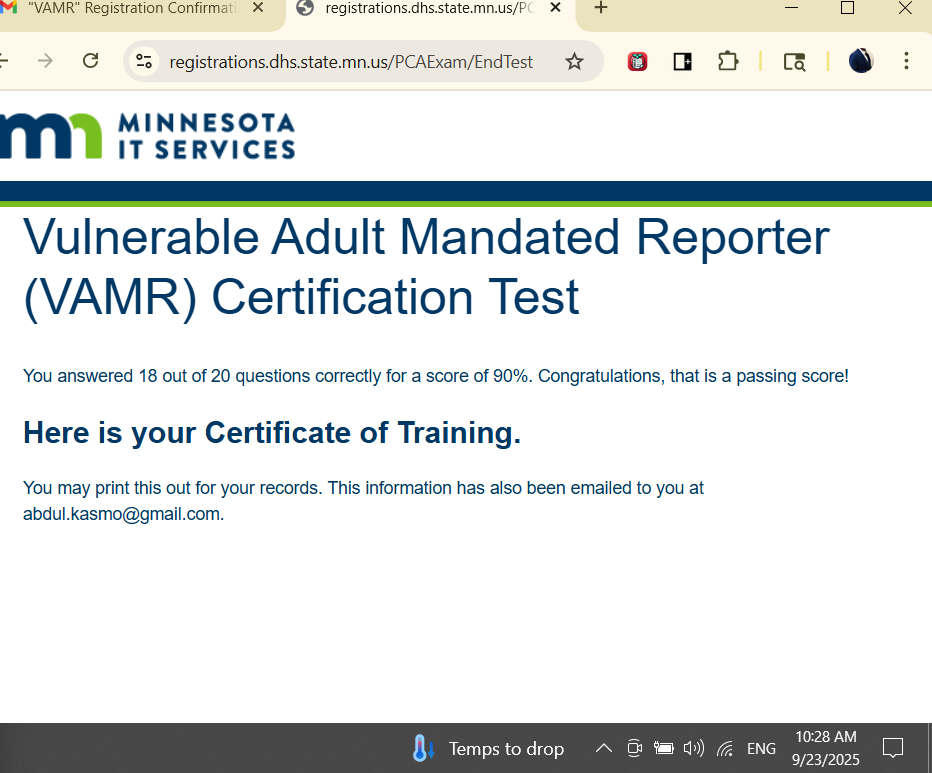 "VAMR" Registration Confirmati
registrations.dhs.state.mn.us/PC
registrations.dhs.state.mn.us/PCAExam/EndTest
MINNESOTA
IT SERVICES
Vulnerable Adult Mandated Reporter
(VAMR) Certification Test
You answered 18 out of 20 questions correctly for a score of 90%. Congratulations, that is a passing score!
Here is your Certificate of Training.
You may print this out for your records. This information has also been emailed to you at
abdul.kasmo@gmail.com.
Temps to drop
ENG
10:28 AM
9/23/2025